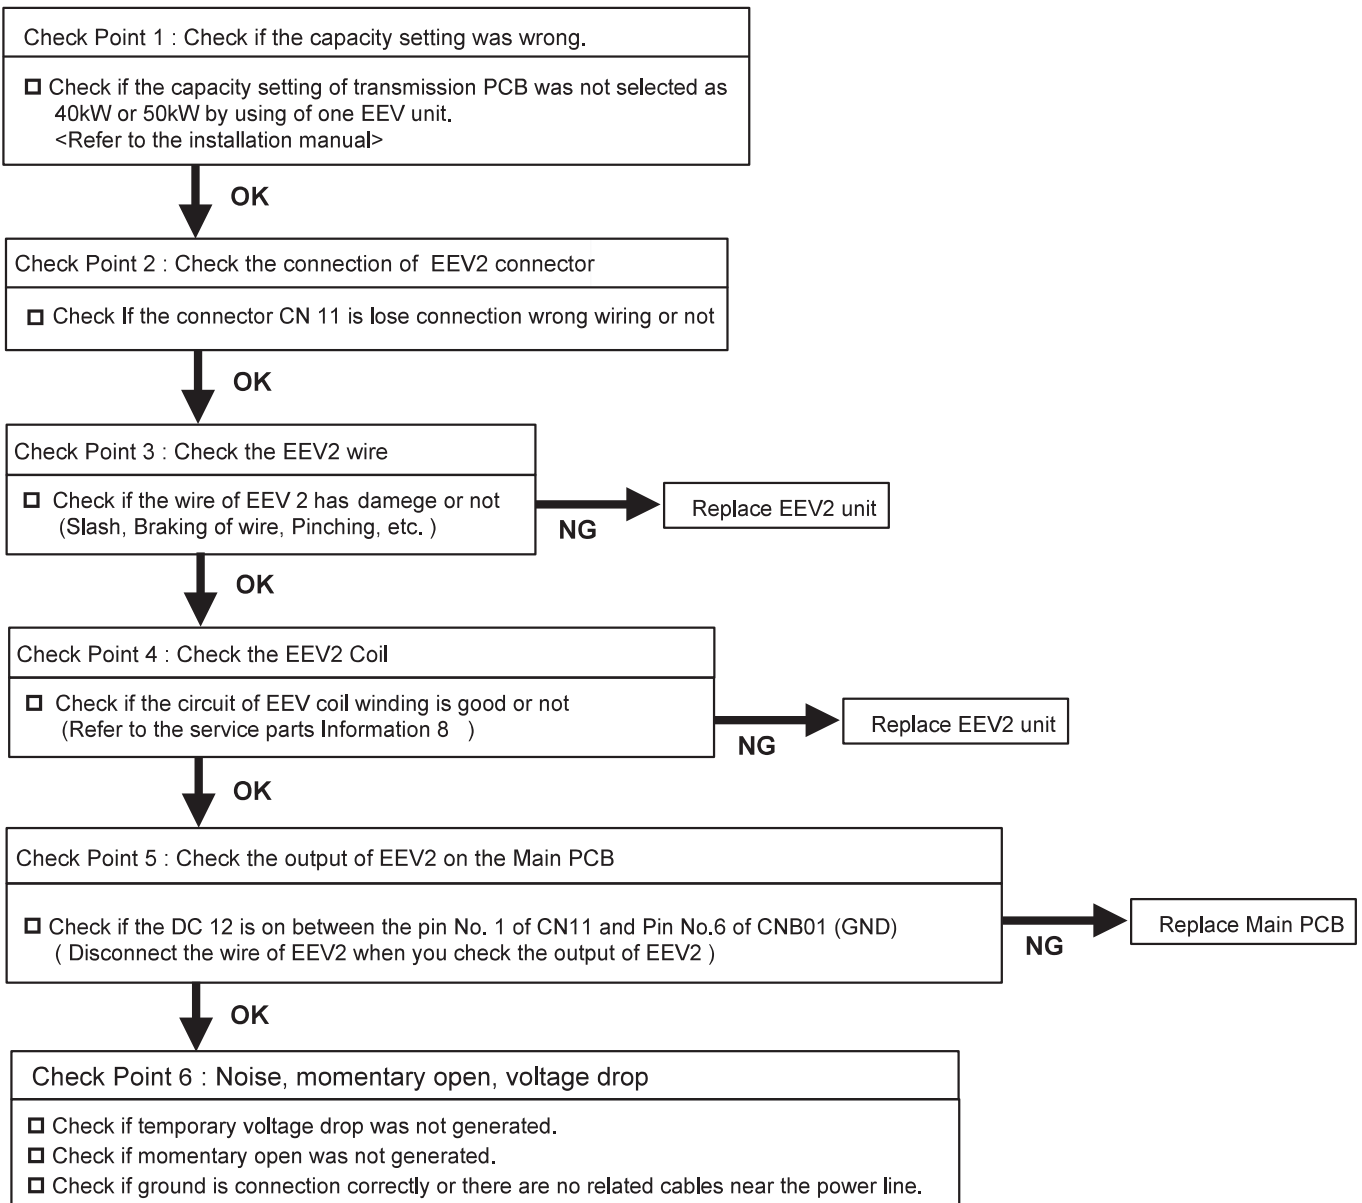 Check Point 1 : Check if the capacity setting was wrong.
Check if the capacity setting of transmission PCB was not selected as
40kW or 50kW by using of one EEV unit.
<Refer to the installation manual>
OK
Check Point 2 : Check the connection of EEV2 connector
Check If the connector CN 11 is lose connection wrong wiring or not
OK
Check Point 3 : Check the EEV2 wire
Check if the wire of EEV 2 has damege or not
(Slash, Braking of wire, Pinching, etc. )
NG
Replace EEV2 unit
OK
Check Point 4 : Check the EEV2 Coil
Check if the circuit of EEV coil winding is good or not
(Refer to the service parts Information 8 )
NG
Replace EEV2 unit
OK
Check Point 5 : Check the output of EEV2 on the Main PCB
Check if the DC 12 is on between the pin No. 1 of CN11 and Pin No.6 of CNB01 (GND)
( Disconnect the wire of EEV2 when you check the output of EEV2 )
NG
Replace Main PCB
OK
Check Point 6 : Noise, momentary open, voltage drop
Check if temporary voltage drop was not generated.
Check if momentary open was not generated.
Check if ground is connection correctly or there are no related cables near the power line.